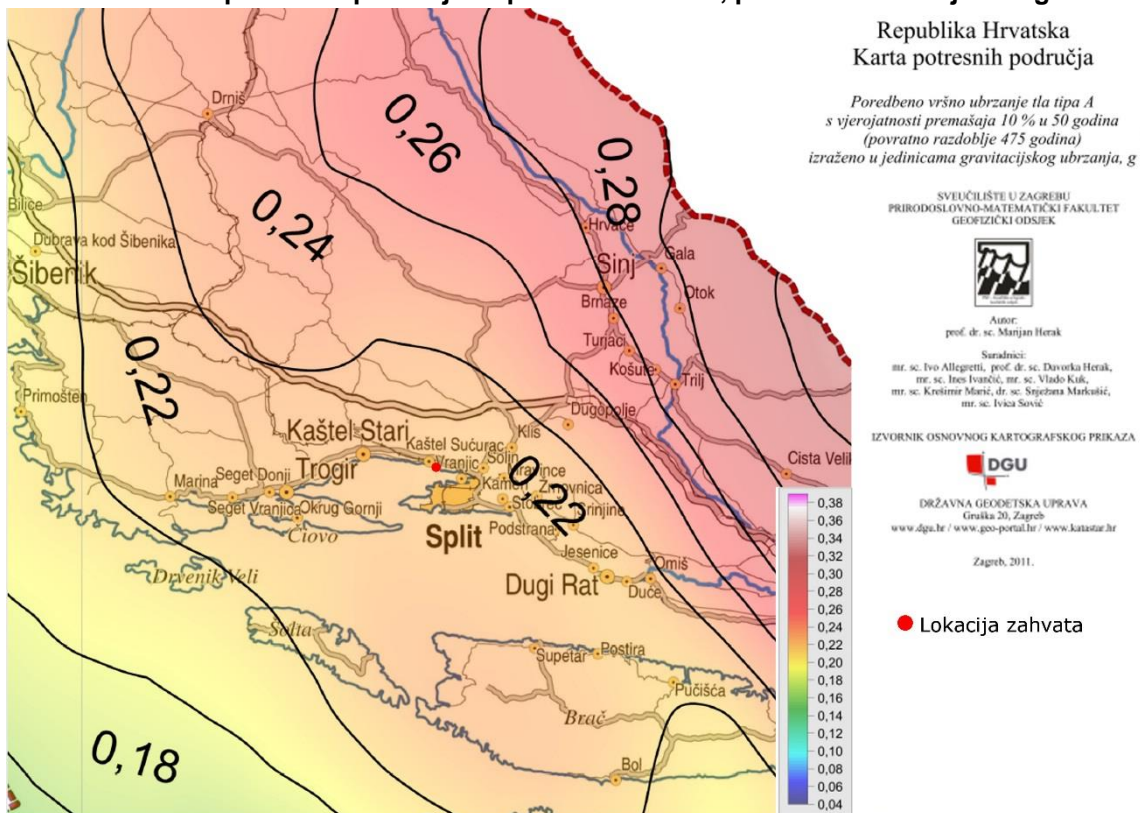 Republika Hrvatska
Karta potresnih područja
Poredbeno vršno ubrzanje tla tipa A
s vjerojatnosti premašaja 10 % u 50 godina
(povratno razdoblje 475 godina)
izraženo u jedinicama gravitacijskog ubrzanja, g
SVEUČILIŠTE U ZAGREBU
PRIRODOSLOVNO-MATEMATIČKI FAKULTET
GEOFIZIČKI ODSJEK
Autor:
prof. dr. sc. Marijan Herak
Suradnici:
mr. sc. Ivo Allegretti, prof. dr. sc. Davorka Herak,
mr. sc. Ines Ivančić, mr. sc. Vlado Kuk,
mr. sc. Krešimir Marić, dr. sc. Snježana Markušić,
mr. sc. Ivica Sović
IZVORNIK OSNOVNOG KARTOGRAFSKOG PRIKAZA
DGU
DRŽAVNA GEODETSKA UPRAVA
Gruška 20, Zagreb
www.dgu.hr / www.geo-portal.hr / www.katastar.hr
Zagreb, 2011.
Lokacija zahvata
Drniš
0,26
0,28
Bilice
0,24
Hrvace
Dubrava kod Šibenika
Šibenik
Sinj
Gala
Brnaze
Otok
Turjaci
Košute
Trilj
0,22
Primošten
Dugopolje
Kaštel Stari
Kaštel Sućurac
Klis
Solin
Vranjic
Cista Velik
Trogir
Seget Donji
Marina
Kamen
Seget Vranjica
Okrug Gornji
Čiovo
0,22
Split
Podstrana
Jesenice
Omiš
Drvenik Veli
Dugi Rat
Duće
Šolta
Supetar
Postira
Pučišća
Brač
Bol
0,18
0,38
0,36
0,34
0,32
0,30
0,28
0,26
0,24
0,22
0,20
0,18
0,16
0,14
0,12
0,10
0,08
0,06
0,04